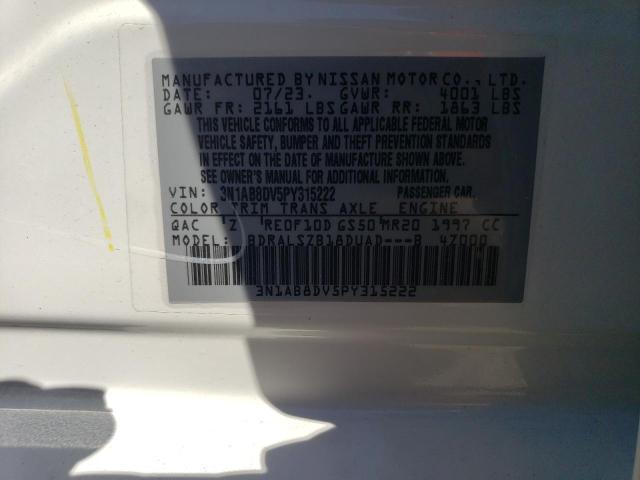 MANUFACTURED BY NISSAN MOTOR CO., LTD.
DATE: 07/23. GVWR: 4001 LBS
GAWR FR: 2161 LBS GAWR RR: 1863 LBS
THIS VEHICLE CONFORMS TO ALL APPLICABLE FEDERAL MOTOR
VEHICLE SAFETY, BUMPER AND THEFT PREVENTION STANDARDS
IN EFFECT ON THE DATE OF MANUFACTURE SHOWN ABOVE.
SEE OWNER'S MANUAL FOR ADDITIONAL INFORMATION.
VIN: 3N1AB8DV5PY315222 PASSENGER CAR.
COLOR TRIM TRANS AXLE ENGINE
QAC 'Z 'RE0F10D GS50'MR20 1997 CC
MODEL: BDRALSZB18DUAD---B 4Z000
3N1AB8DV5PY315222